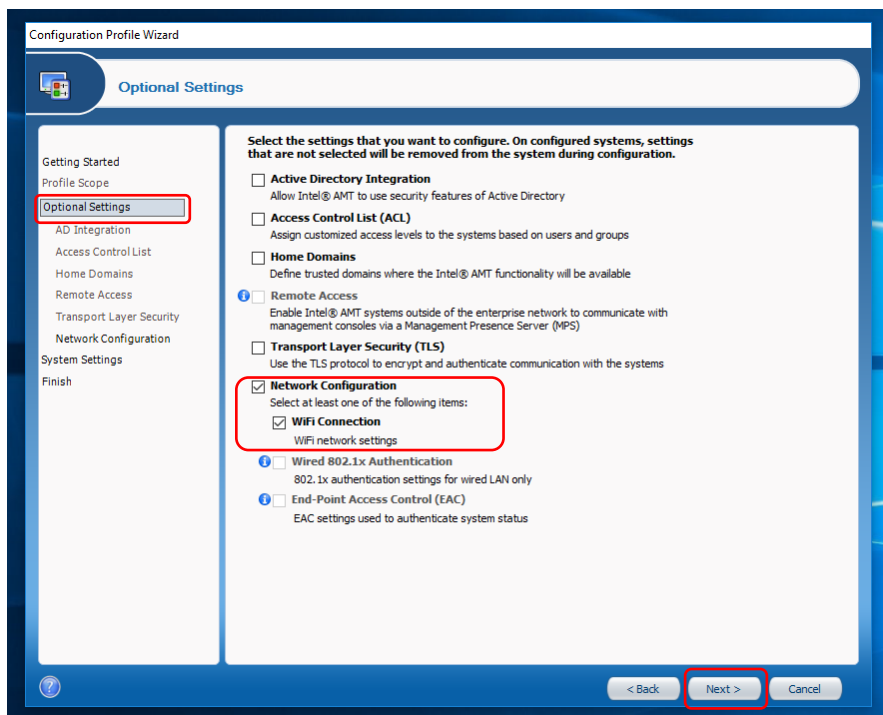 Configuration Profile Wizard
Optional Settings
Getting Started
Profile Scope
Optional Settings
AD Integration
Access Control List
Home Domains
Remote Access
Transport Layer Security
Network Configuration
System Settings
Finish
Select the settings that you want to configure. On configured systems, settings
that are not selected will be removed from the system during configuration.
Active Directory Integration
Allow Intel® AMT to use security features of Active Directory
Access Control List (ACL)
Assign customized access levels to the systems based on users and groups
Home Domains
Define trusted domains where the Intel® AMT functionality will be available
Remote Access
Enable Intel® AMT systems outside of the enterprise network to communicate with
management consoles via a Management Presence Server (MPS)
Transport Layer Security (TLS)
Use the TLS protocol to encrypt and authenticate communication with the systems
Network Configuration
Select at least one of the following items:
WiFi Connection
WiFi network settings
Wired 802.1x Authentication
802.1x authentication settings for wired LAN only
End-Point Access Control (EAC)
EAC settings used to authenticate system status
< Back
Next >
Cancel